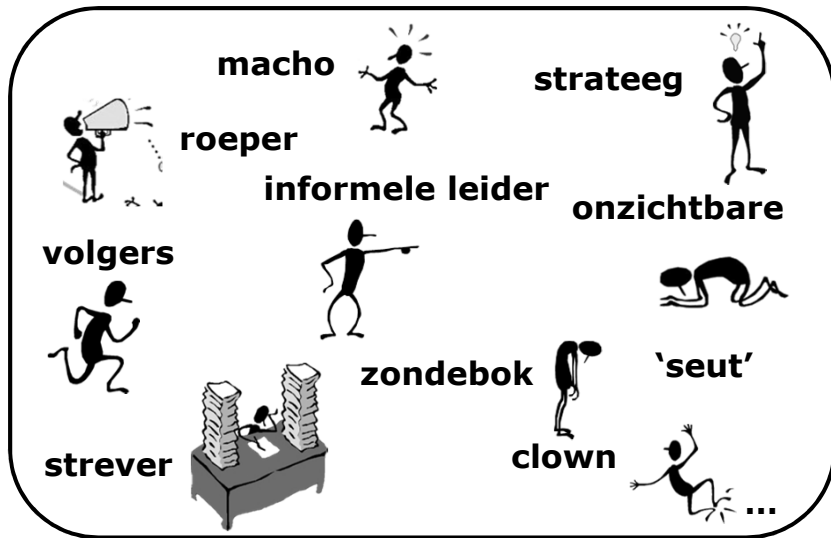 macho
strateeg
roeper
informele leider
onzichtbare
volgers
zondebok
‘seut’
clown
strever
...